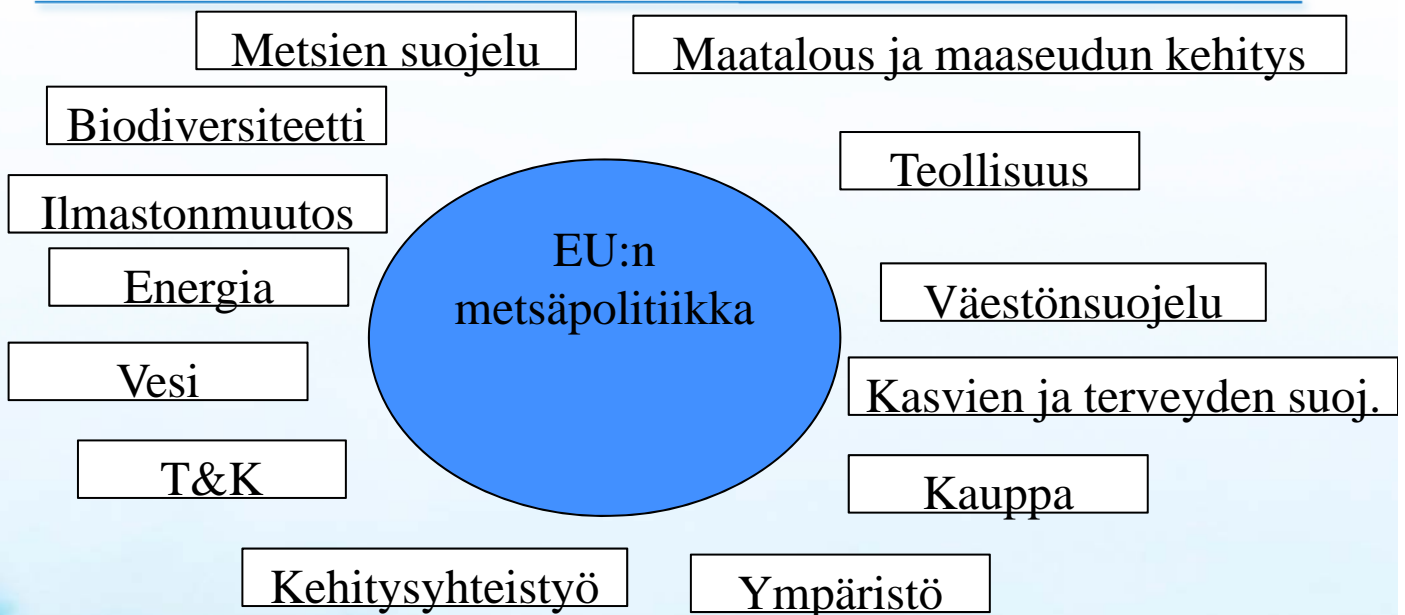 Metsien suojelu
Maatalous ja maaseudun kehitys
Biodiversiteetti
Teollisuus
Ilmastonmuutos
EU:n
metsäpolitiikka
Energia
Väestönsuojelu
Vesi
Kasvien ja terveyden suoj.
T&K
Kauppa
Kehitysyhteistyö
Ympäristö